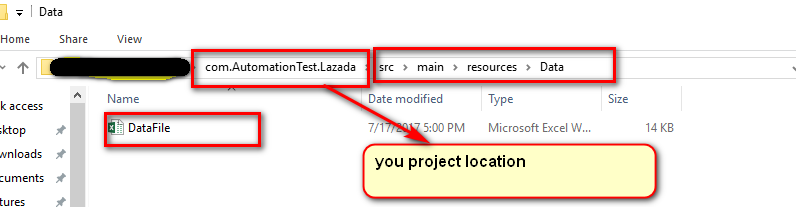 Data
Home Share View
com.AutomationTest.Lazada › src › main › resources › Data
k access
Name Date modified Type Size
sktop
DataFile 7/17/2017 5:00 PM Microsoft Excel W... 14 KB
wnloads
you project location
cuments
tures